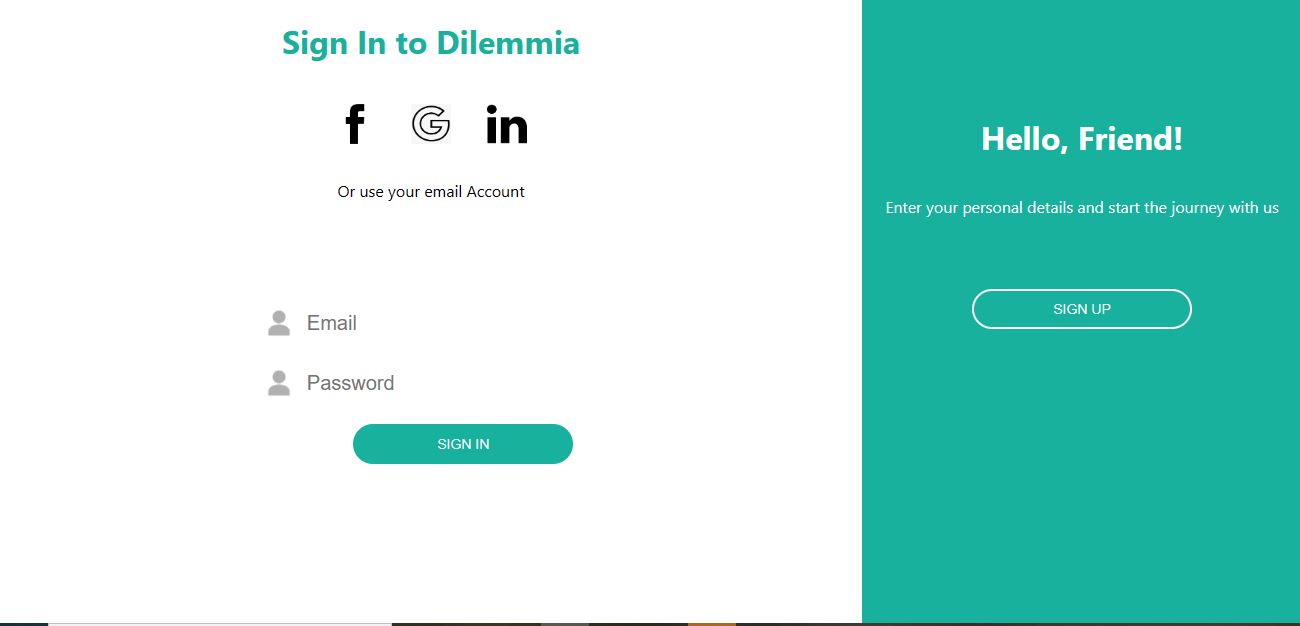 Sign In to Dilemmia
f G in
Or use your email Account
Email
Password
SIGN IN
Hello, Friend!
Enter your personal details and start the journey with us
SIGN UP